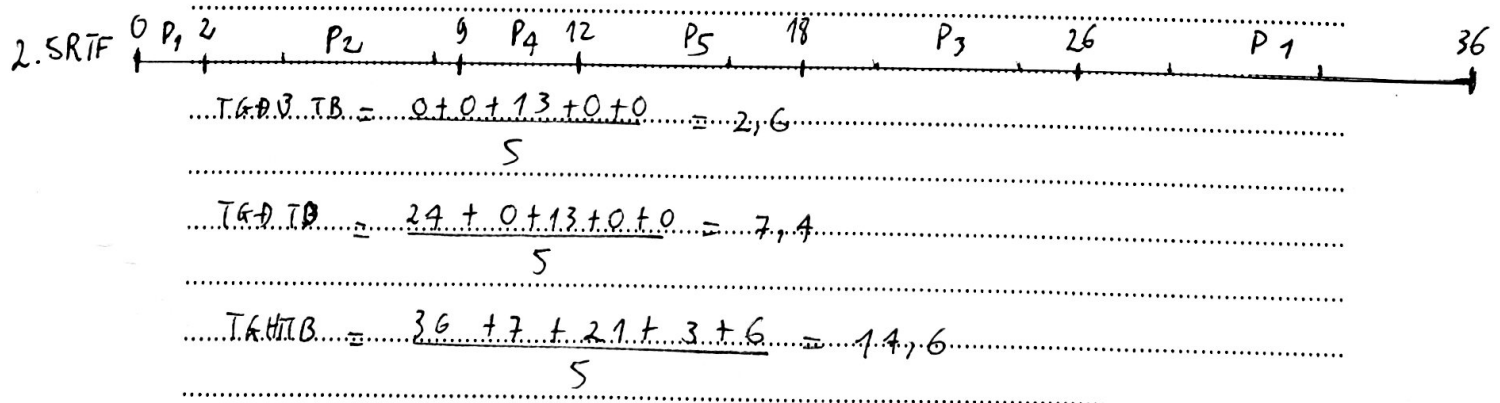 2. SRTF 0 P1 2 P2 9 P4 12 P5 18 P3 26 P1 36
TGĐƯ TB = 0+0+13+0+0 = 2,6
5
TGĐ TB = 24 + 0+13+0+0 = 7,4
5
TGHTTB = 36 +7 + 21+ 3+6 = 14,6
5